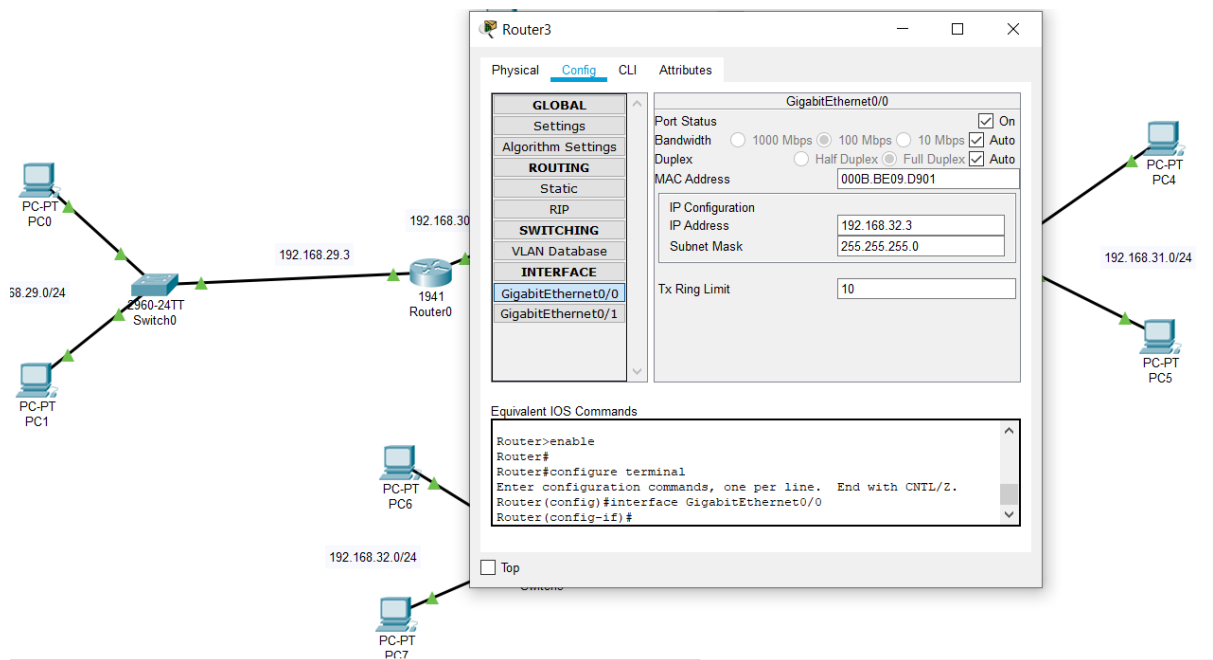 Router3
Physical Config CLI Attributes
GLOBAL
Settings
Algorithm Settings
ROUTING
Static
RIP
SWITCHING
VLAN Database
INTERFACE
GigabitEthernet0/0
GigabitEthernet0/1
GigabitEthernet0/0
Port Status On
Bandwidth 1000 Mbps 100 Mbps 10 Mbps Auto
Duplex Half Duplex Full Duplex Auto
MAC Address 000B.BE09.D901
IP Configuration
IP Address 192.168.32.3
Subnet Mask 255.255.255.0
Tx Ring Limit 10
Equivalent IOS Commands
Router>enable
Router#
Router#configure terminal
Enter configuration commands, one per line. End with CNTL/Z.
Router(config)#interface GigabitEthernet0/0
Router(config-if)#
Top
PC-PT
PC0
192.168.30
192.168.29.3
68.29.0/24
2960-24TT
Switch0
1941
Router0
PC-PT
PC1
PC-PT
PC4
192.168.31.0/24
PC-PT
PC5
PC-PT
PC6
192.168.32.0/24
PC-PT
PC7